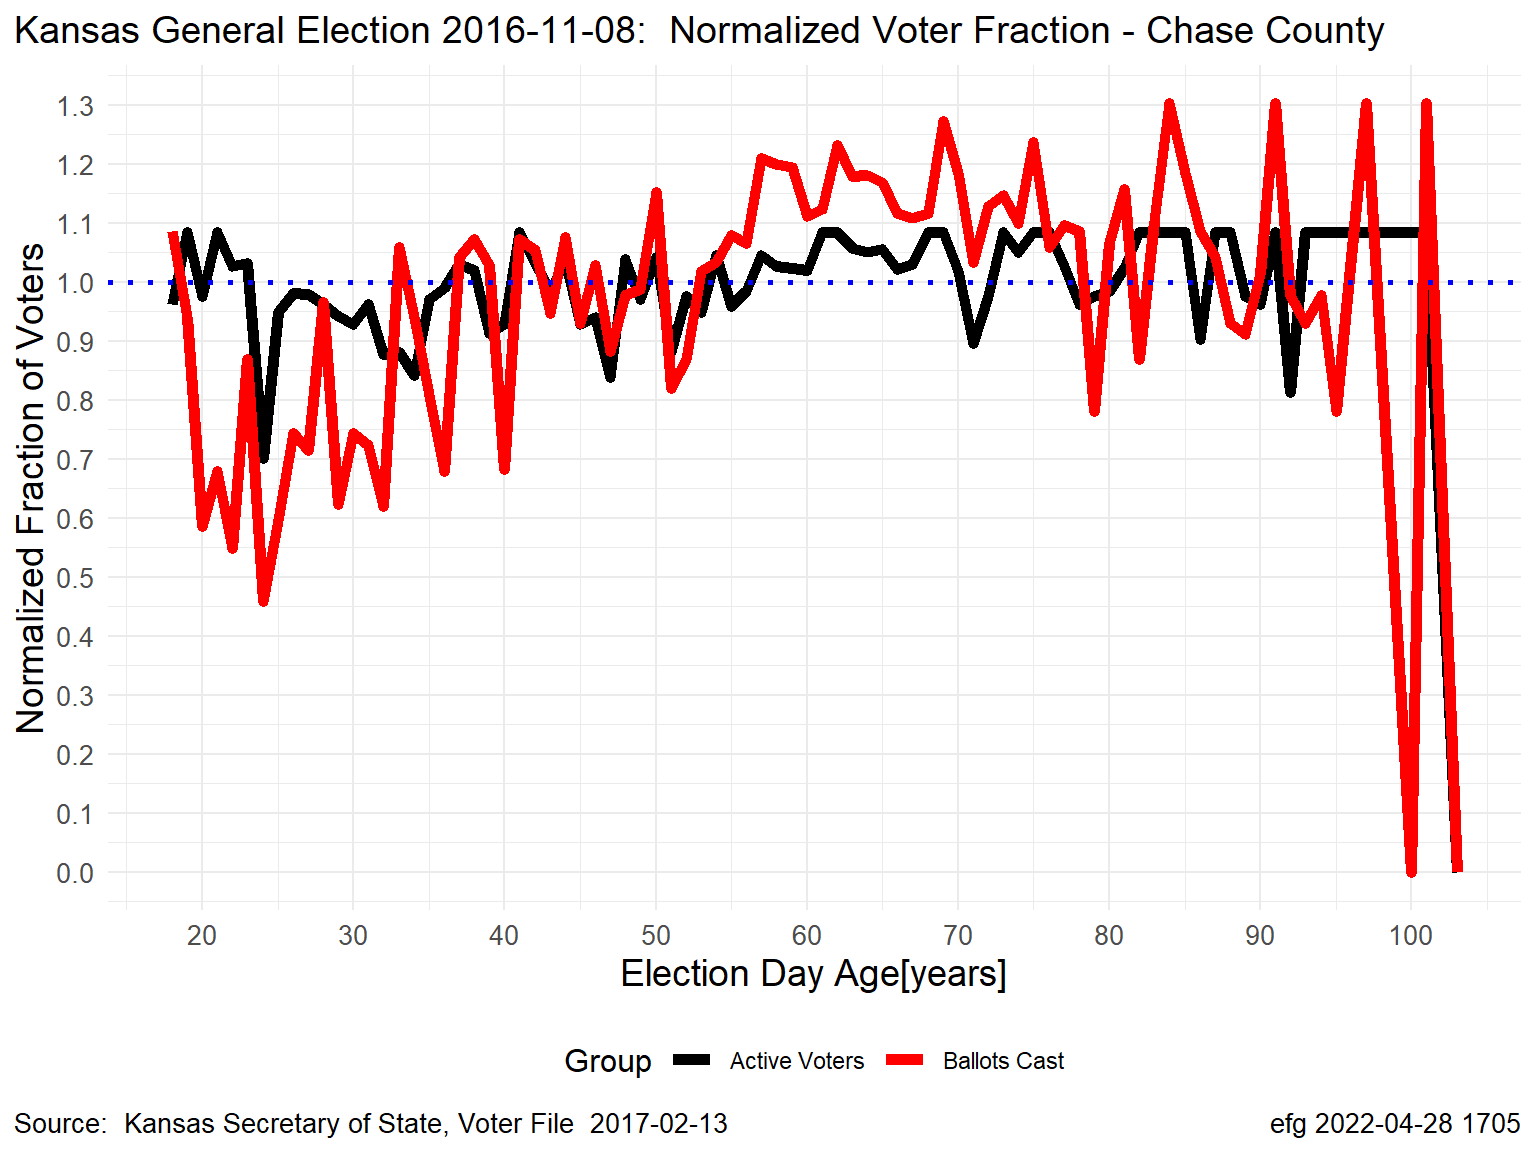 Kansas General Election 2016-11-08:  Normalized Voter Fraction - Chase County
Normalized Fraction of Voters
1.3
1.2
1.1
1.0
0.9
0.8
0.7
0.6
0.5
0.4
0.3
0.2
0.1
0.0
20 30 40 50 60 70 80 90 100
Election Day Age[years]
Group Active Voters Ballots Cast
Source:  Kansas Secretary of State, Voter File  2017-02-13 efg 2022-04-28 1705